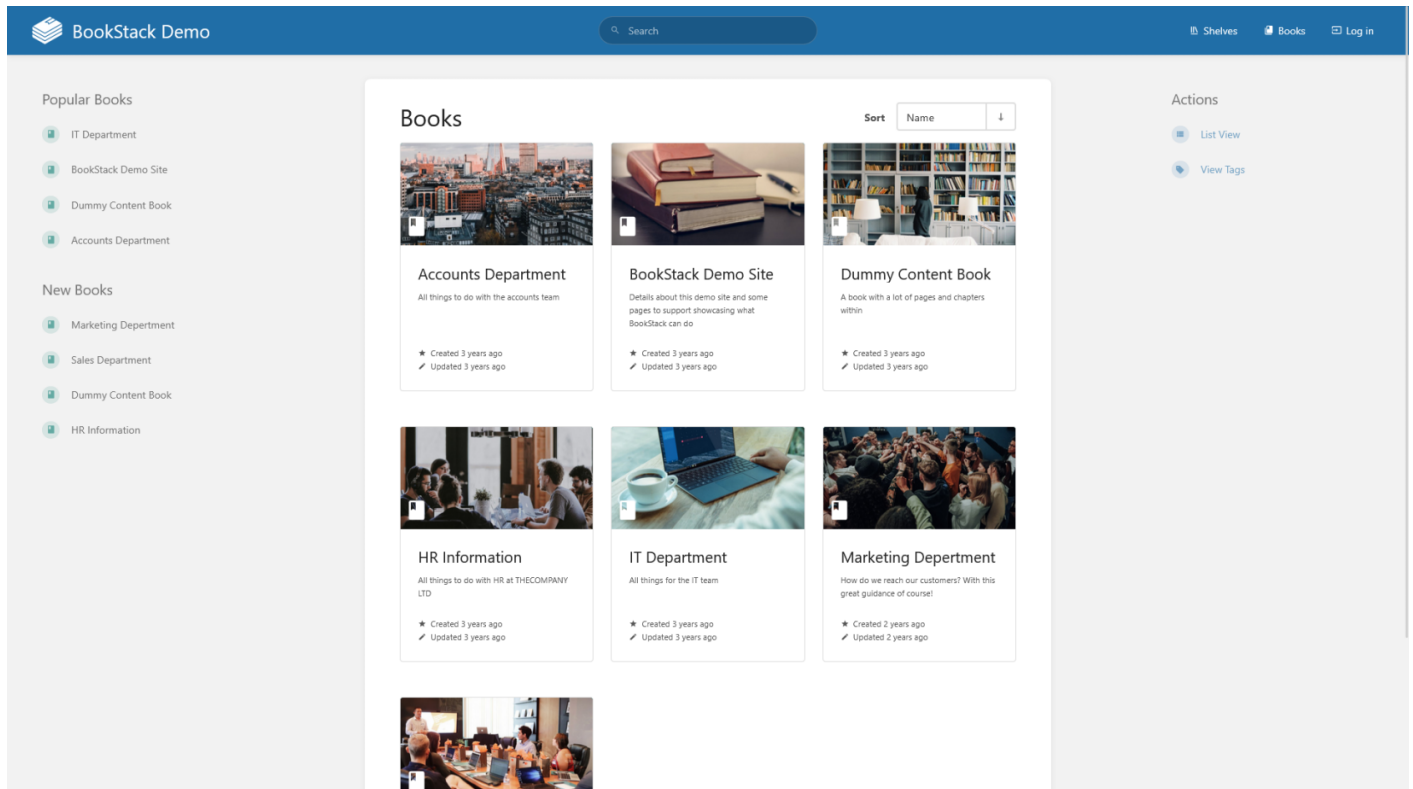 BookStack Demo
Search
Shelves
Books
Log in
Popular Books
IT Department
BookStack Demo Site
Dummy Content Book
Accounts Department
New Books
Marketing Depertment
Sales Department
Dummy Content Book
HR Information
Books
Sort
Name
Accounts Department
All things to do with the accounts team
Created 3 years ago
Updated 3 years ago
BookStack Demo Site
Details about this demo site and some
pages to support showcasing what
BookStack can do
Created 3 years ago
Updated 3 years ago
Dummy Content Book
A book with a lot of pages and chapters
within
Created 3 years ago
Updated 3 years ago
HR Information
All things to do with HR at THECOMPANY
LTD
Created 3 years ago
Updated 3 years ago
IT Department
All things for the IT team
Created 3 years ago
Updated 3 years ago
Marketing Depertment
How do we reach our customers? With this
great guidance of course!
Created 2 years ago
Updated 2 years ago
Actions
List View
View Tags